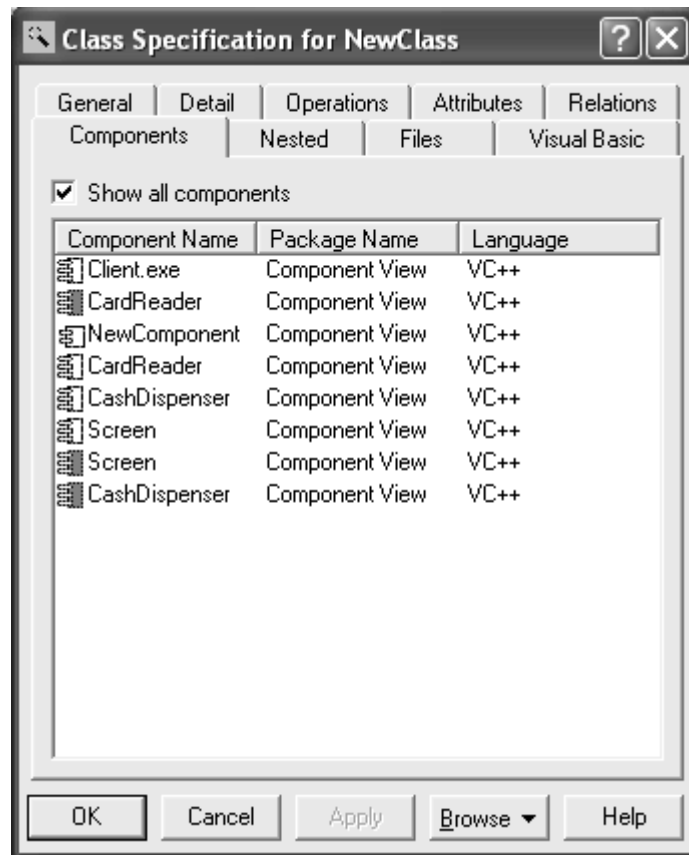 Class Specification for NewClass
General Detail Operations Attributes Relations
Components Nested Files Visual Basic
Show all components
Component Name Package Name Language
Client.exe Component View VC++
CardReader Component View VC++
NewComponent Component View VC++
CardReader Component View VC++
CashDispenser Component View VC++
Screen Component View VC++
Screen Component View VC++
CashDispenser Component View VC++
OK Cancel Apply Browse Help